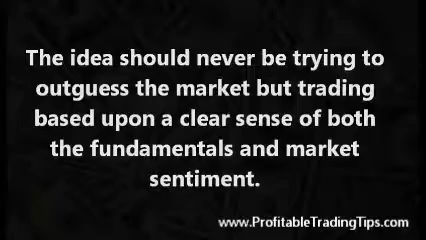 The idea should never be trying to
outguess the market but trading
based upon a clear sense of both
the fundamentals and market
sentiment.
www.ProfitableTradingTips.com